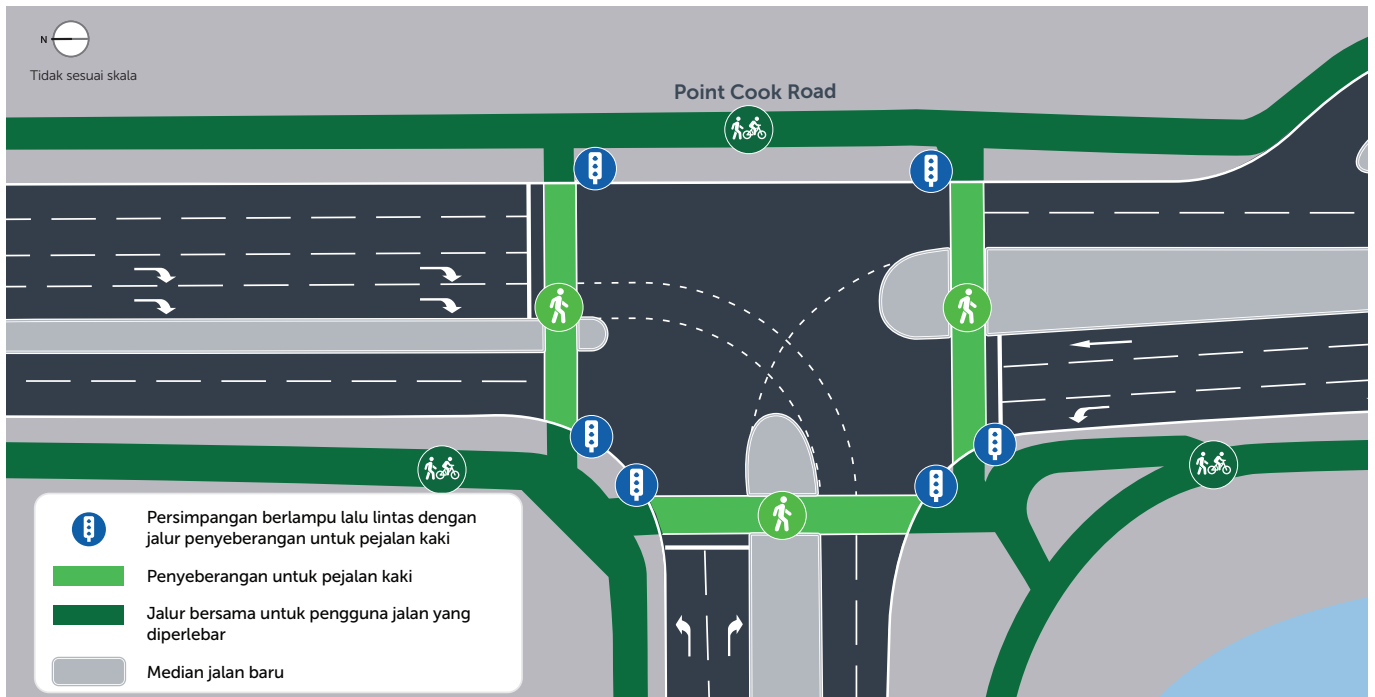 N
Tidak sesuai skala
Point Cook Road
Persimpangan berlampu lalu lintas dengan
jalur penyeberangan untuk pejalan kaki
Penyeberangan untuk pejalan kaki
Jalur bersama untuk pengguna jalan yang
diperlebar
Median jalan baru